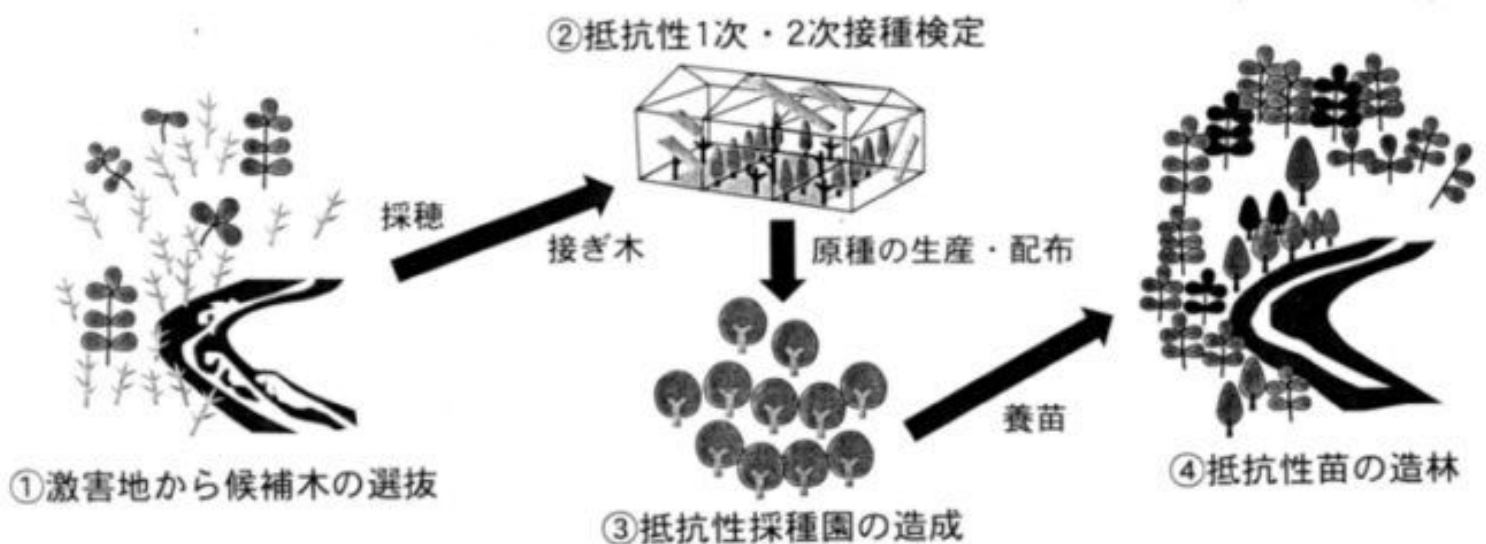 ②抵抗性1次・2次接種検定
採穂
接ぎ木
原種の生産・配布
養苗
①激害地から候補木の選抜
④抵抗性苗の造林
③抵抗性採種園の造成